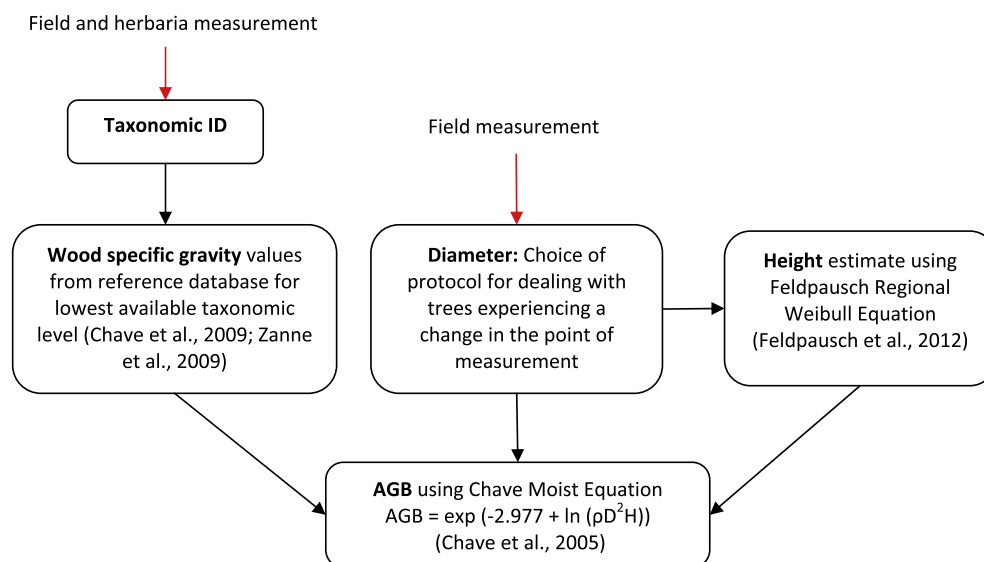 Field and herbaria measurement
Taxonomic ID
Field measurement
Wood specific gravity values
from reference database for
lowest available taxonomic
level (Chave et al., 2009; Zanne
et al., 2009)
Diameter: Choice of
protocol for dealing with
trees experiencing a
change in the point of
measurement
Height estimate using
Feldpausch Regional
Weibull Equation
(Feldpausch et al., 2012)
AGB using Chave Moist Equation
AGB = exp (-2.977 + ln (ρD²H))
(Chave et al., 2005)